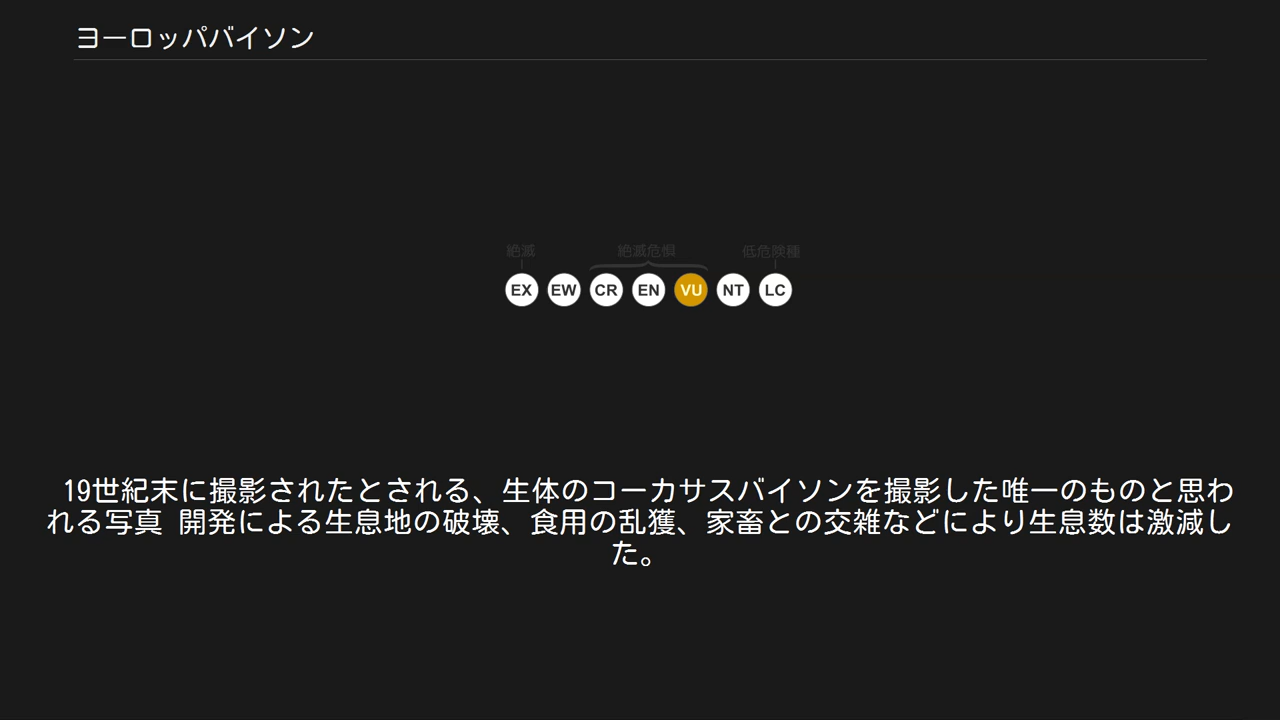 ヨーロッパバイソン
絶滅 絶滅危惧 低危険種
EX EW CR EN VU NT LC
19世紀末に撮影されたとされる、生体のコーカサスバイソンを撮影した唯一のものと思わ
れる写真 開発による生息地の破壊、食用の乱獲、家畜との交雑などにより生息数は激減し
た。